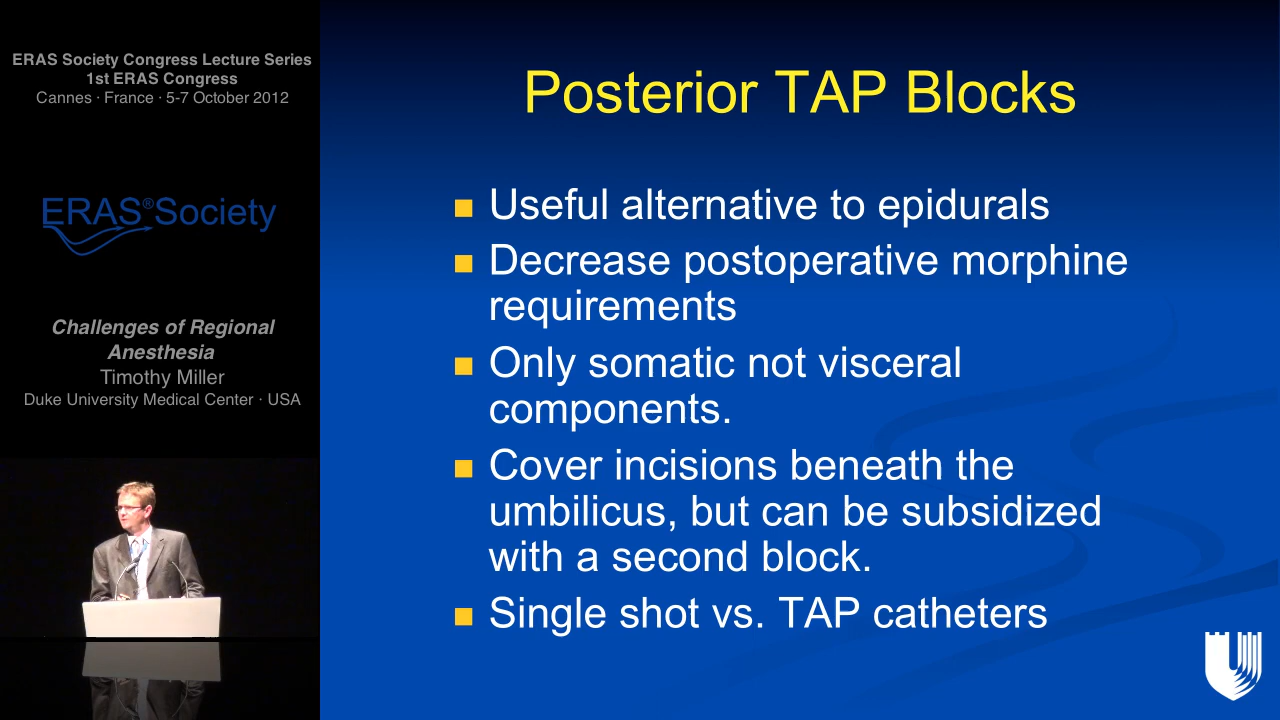 ERAS Society Congress Lecture Series
1st ERAS Congress
Cannes · France · 5-7 October 2012
ERAS®Society
Challenges of Regional
Anesthesia
Timothy Miller
Duke University Medical Center · USA
Posterior TAP Blocks
Useful alternative to epidurals
Decrease postoperative morphine
requirements
Only somatic not visceral
components.
Cover incisions beneath the
umbilicus, but can be subsidized
with a second block.
Single shot vs. TAP catheters